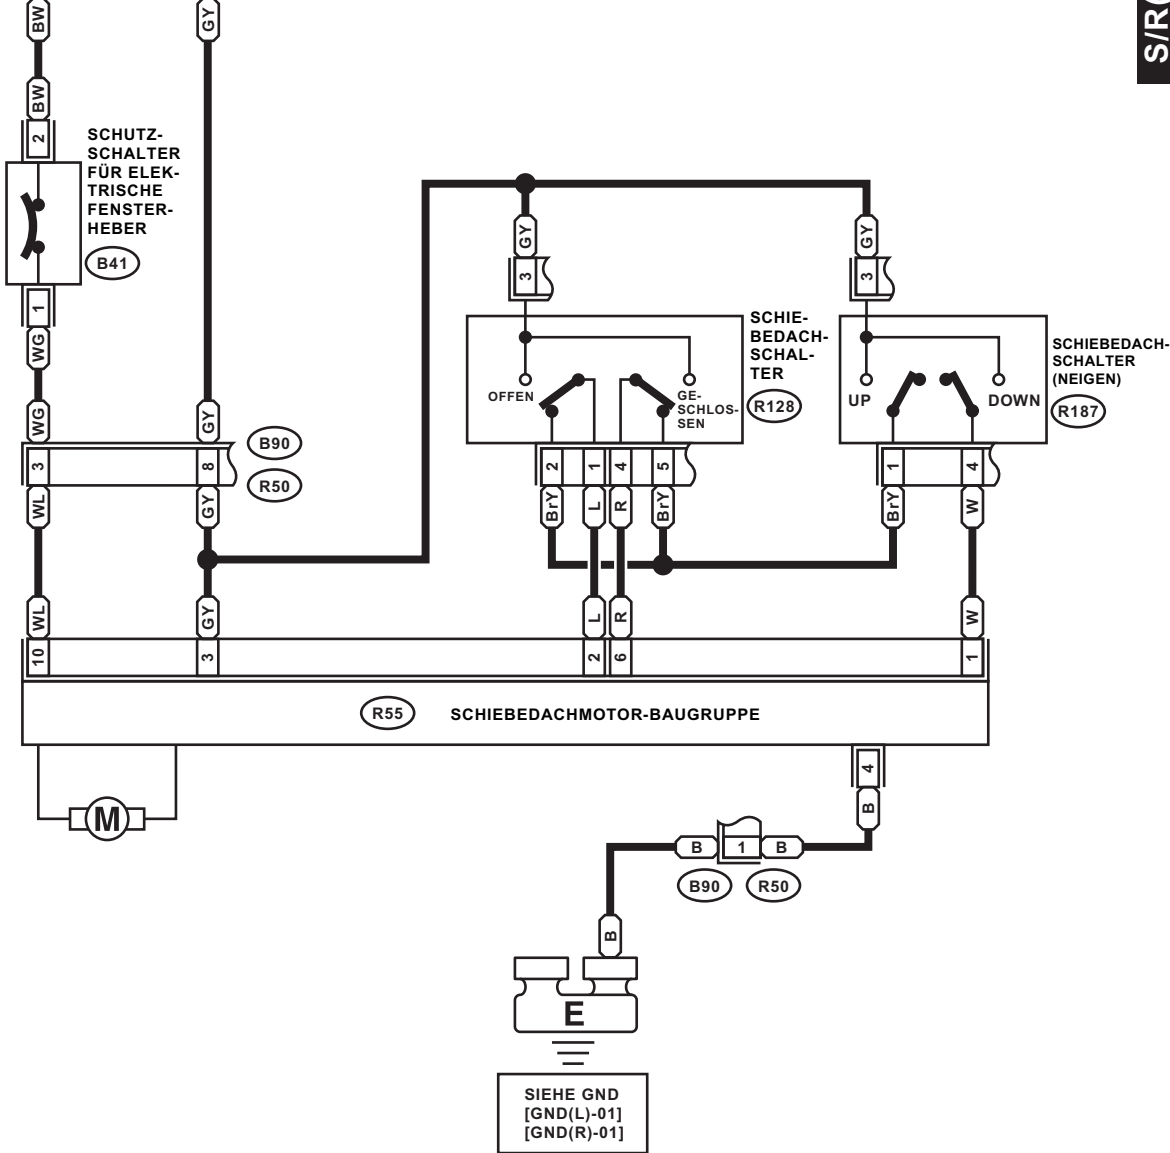 S/R
BW
GY
BW
2
SCHUTZ-
SCHALTER
FÜR ELEK-
TRISCHE
FENSTER-
HEBER
B41
1
WG
GY
GY
3
3
SCHIE-
BEDACH-
SCHAL-
TER
R128
OFFEN
GE-
SCHLOS-
SEN
SCHIEBEDACH-
SCHALTER
(NEIGEN)
R187
UP
DOWN
WG
GY
B90
3
8
R50
2
1
4
5
1
4
WL
GY
BrY
L
R
BrY
BrY
W
WL
GY
L
R
W
10
3
2
6
1
R55
SCHIEBEDACHMOTOR-BAUGRUPPE
M
4
B
B
1
B
B90
R50
B
E
SIEHE GND
[GND(L)-01]
[GND(R)-01]